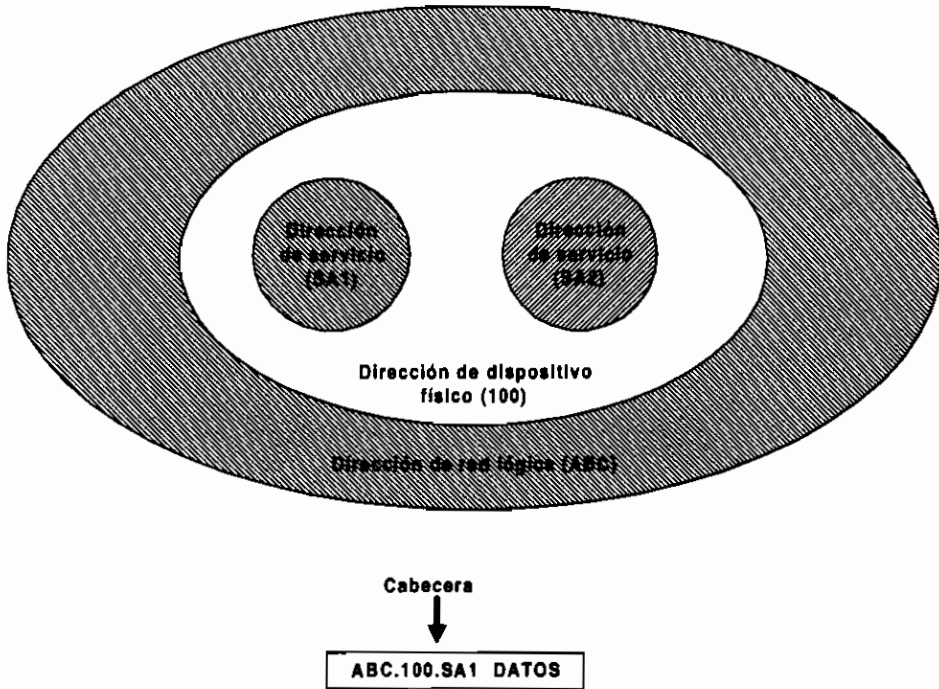 Dirección
de servicio
(SA1)
Dirección
de servicio
(SA2)
Dirección de dispositivo
físico (100)
Dirección de red lógica (ABC)
Cabecera
ABC.100.SA1 DATOS